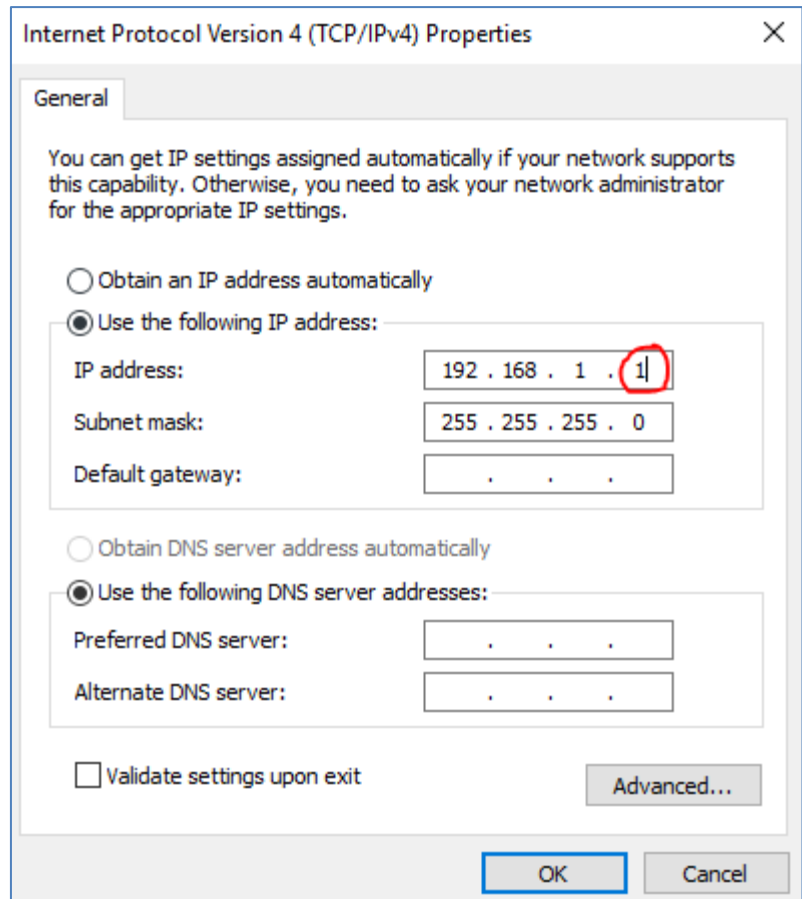 Internet Protocol Version 4 (TCP/IPv4) Properties
General
You can get IP settings assigned automatically if your network supports
this capability. Otherwise, you need to ask your network administrator
for the appropriate IP settings.
Obtain an IP address automatically
Use the following IP address:
IP address: 192 . 168 . 1 . 1
Subnet mask: 255 . 255 . 255 . 0
Default gateway: . . .
Obtain DNS server address automatically
Use the following DNS server addresses:
Preferred DNS server: . . .
Alternate DNS server: . . .
Validate settings upon exit
Advanced...
OK Cancel